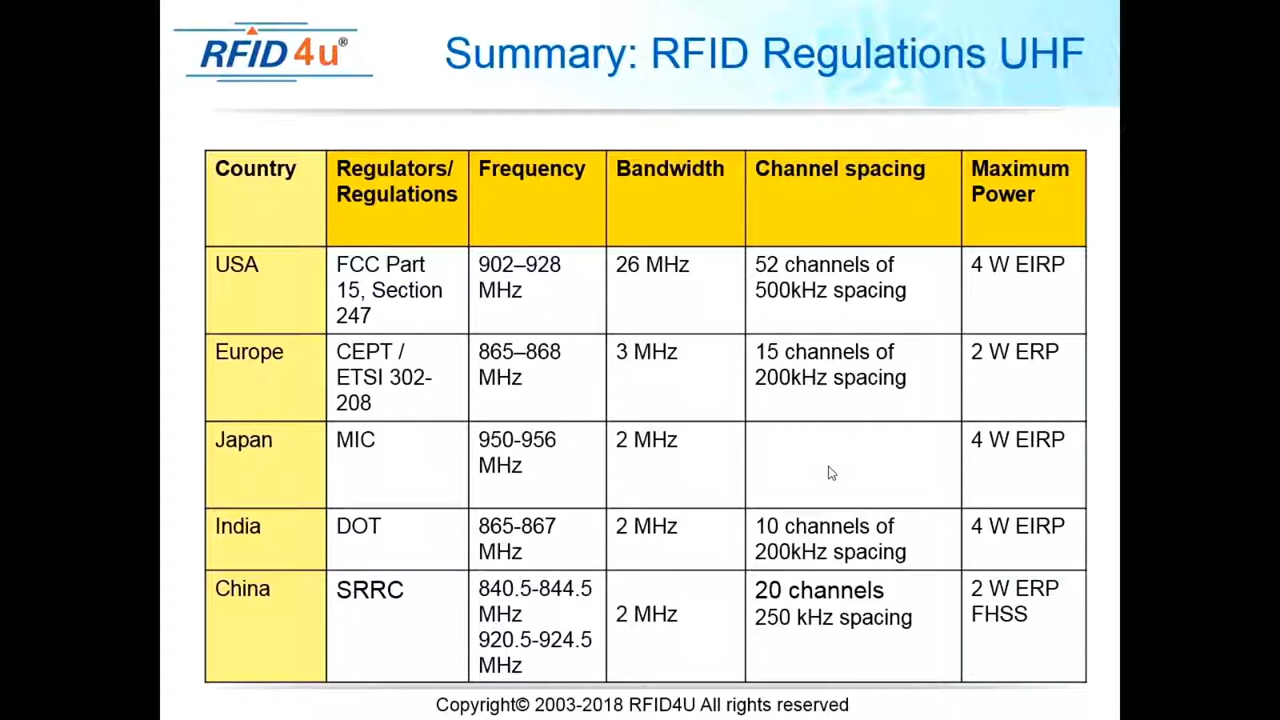 RFID4u®
Summary: RFID Regulations UHF
Country
Regulators/
Regulations
Frequency
Bandwidth
Channel spacing
Maximum
Power
USA
FCC Part
15, Section
247
902–928
MHz
26 MHz
52 channels of
500kHz spacing
4 W EIRP
Europe
CEPT /
ETSI 302-
208
865–868
MHz
3 MHz
15 channels of
200kHz spacing
2 W ERP
Japan
MIC
950-956
MHz
2 MHz
4 W EIRP
India
DOT
865-867
MHz
2 MHz
10 channels of
200kHz spacing
4 W EIRP
China
SRRC
840.5-844.5
MHz
920.5-924.5
MHz
2 MHz
20 channels
250 kHz spacing
2 W ERP
FHSS
Copyright© 2003-2018 RFID4U All rights reserved